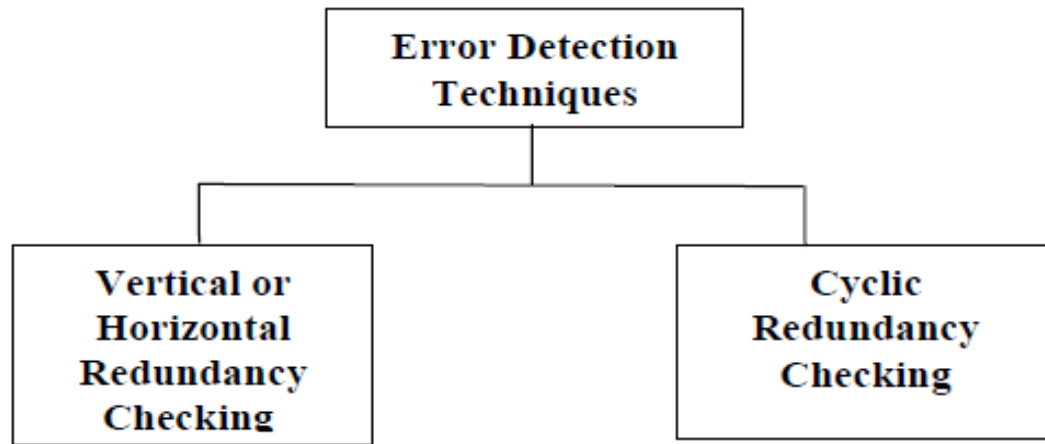 Error Detection
Techniques
Vertical or
Horizontal
Redundancy
Checking
Cyclic
Redundancy
Checking